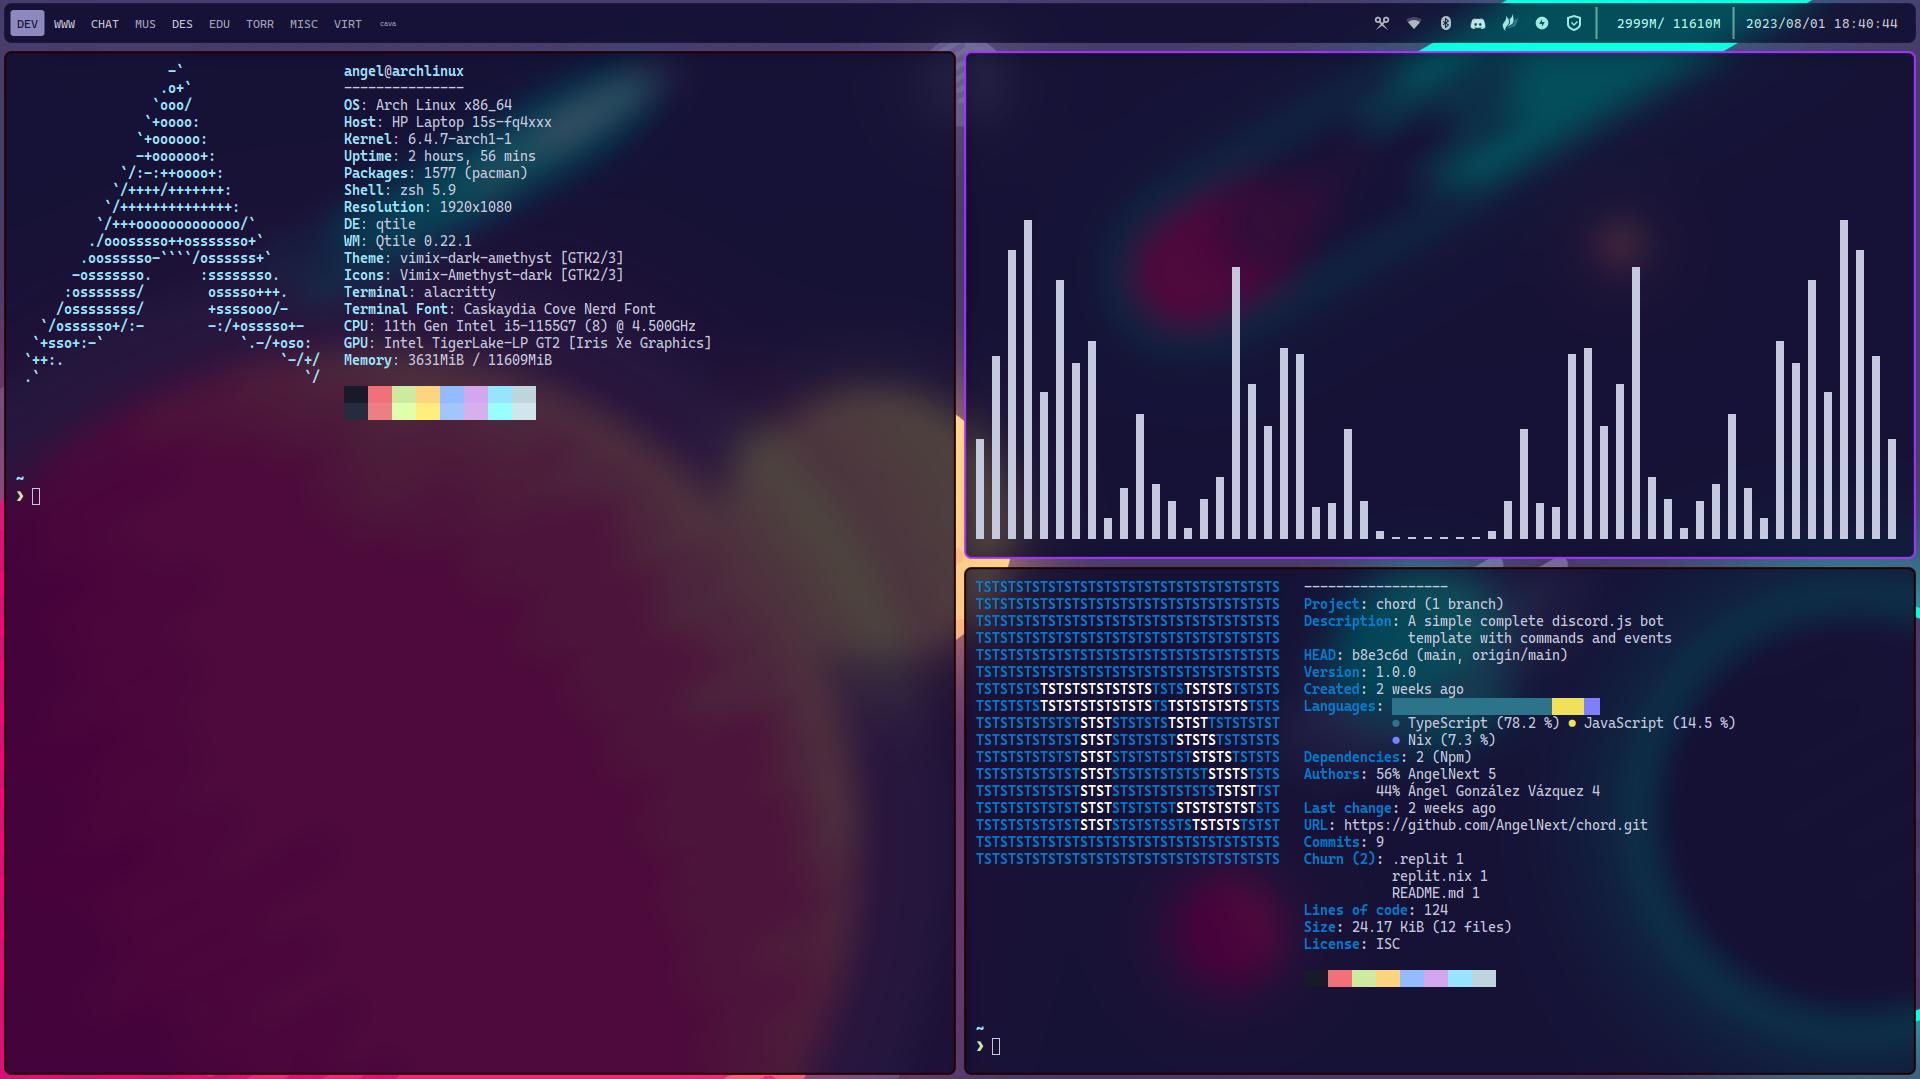 DEV WWW CHAT MUS DES EDU TORR MISC VIRT cava
2999M/ 11610M 2023/08/01 18:40:44
-`
.o+`
`ooo/
`+oooo:
`+oooooo:
-+oooooo+:
`/:-:++oooo+:
`/++++/+++++++:
`/++++++++++++++:
`/+++ooooooooooooo/`
./ooosssso++osssssso+`
.oossssso-````/ossssss+`
-osssssso.      :ssssssso.
:osssssss/        osssso+++.
/ossssssss/        +ssssooo/-
`/ossssso+/:-        -:/+osssso+-
`+sso+:-`                 `.-/+oso:
`++:.                           `-/+/
.`                                 `/
angel@archlinux
---------------
OS: Arch Linux x86_64
Host: HP Laptop 15s-fq4xxx
Kernel: 6.4.7-arch1-1
Uptime: 2 hours, 56 mins
Packages: 1577 (pacman)
Shell: zsh 5.9
Resolution: 1920x1080
DE: qtile
WM: Qtile 0.22.1
Theme: vimix-dark-amethyst [GTK2/3]
Icons: Vimix-Amethyst-dark [GTK2/3]
Terminal: alacritty
Terminal Font: Caskaydia Cove Nerd Font
CPU: 11th Gen Intel i5-1155G7 (8) @ 4.500GHz
GPU: Intel TigerLake-LP GT2 [Iris Xe Graphics]
Memory: 3631MiB / 11609MiB
~
❯
TSTSTSTSTSTSTSTSTSTSTSTSTSTSTSTSTSTSTS
TSTSTSTSTSTSTSTSTSTSTSTSTSTSTSTSTSTSTS
TSTSTSTSTSTSTSTSTSTSTSTSTSTSTSTSTSTSTS
TSTSTSTSTSTSTSTSTSTSTSTSTSTSTSTSTSTSTS
TSTSTSTSTSTSTSTSTSTSTSTSTSTSTSTSTSTSTS
TSTSTSTSTSTSTSTSTSTSTSTSTSTSTSTSTSTSTS
TSTSTSTSTSTSTSTSTSTSTSTSTSTSTSTSTSTSTS
TSTSTSTSTSTSTSTSTSTSTSTSTSTSTSTSTSTSTS
TSTSTSTSTSTSTSTSTSTSTSTSTSTSTTSTSTSTST
TSTSTSTSTSTSTSTSTSTSTSTSTSTSTSTSTSTSTS
TSTSTSTSTSTSTSTSTSTSTSTSTSTSTSTSTSTSTS
TSTSTSTSTSTSTSTSTSTSTSTSTSTSTSTSTSTSTS
TSTSTSTSTSTSTSTSTSTSTSTSTSTSTSTSTSTTST
TSTSTSTSTSTSTSTSTSTSTSTSTSTSTSTSTSTSTS
TSTSTSTSTSTSTSTSTSTSTSTSSTSTSTSTSTSTST
TSTSTSTSTSTSTSTSTSTSTSTSTSTSTSTSTSTSTS
TSTSTSTSTSTSTSTSTSTSTSTSTSTSTSTSTSTSTS
------------------
Project: chord (1 branch)
Description: A simple complete discord.js bot
template with commands and events
HEAD: b8e3c6d (main, origin/main)
Version: 1.0.0
Created: 2 weeks ago
Languages:
● TypeScript (78.2 %) ● JavaScript (14.5 %)
● Nix (7.3 %)
Dependencies: 2 (Npm)
Authors: 56% AngelNext 5
44% Ángel González Vázquez 4
Last change: 2 weeks ago
URL: https://github.com/AngelNext/chord.git
Commits: 9
Churn (2): .replit 1
replit.nix 1
README.md 1
Lines of code: 124
Size: 24.17 KiB (12 files)
License: ISC
~
❯